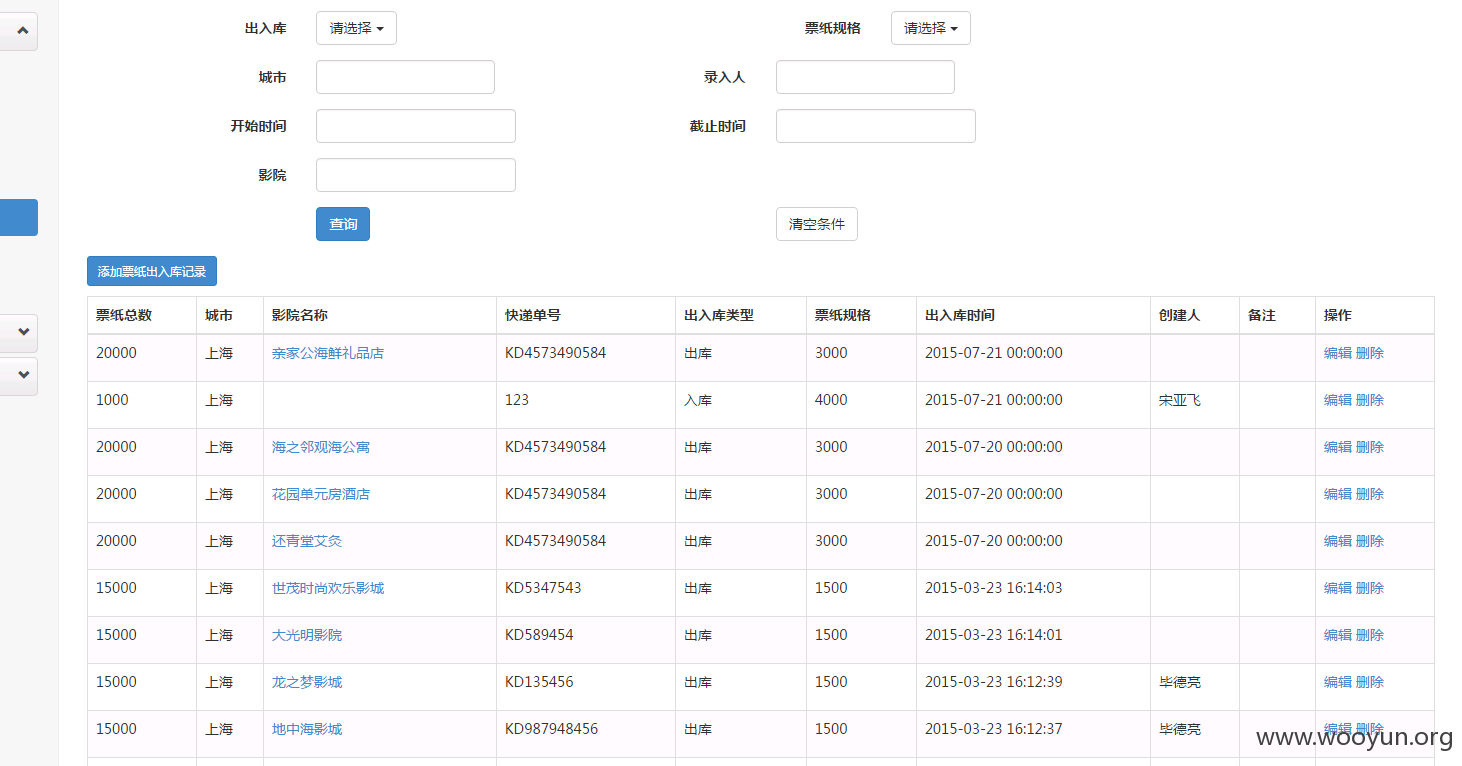 出入库 请选择 票纸规格 请选择
城市 录入人
开始时间 截止时间
影院
查询 清空条件
添加票纸出入库记录
票纸总数 城市 影院名称 快递单号 出入库类型 票纸规格 出入库时间 创建人 备注 操作
20000 上海 亲家公海鲜礼品店 KD4573490584 出库 3000 2015-07-21 00:00:00 编辑 删除
1000 上海 123 入库 4000 2015-07-21 00:00:00 宋亚飞 编辑 删除
20000 上海 海之邻观海公寓 KD4573490584 出库 3000 2015-07-20 00:00:00 编辑 删除
20000 上海 花园单元房酒店 KD4573490584 出库 3000 2015-07-20 00:00:00 编辑 删除
20000 上海 还青堂艾灸 KD4573490584 出库 3000 2015-07-20 00:00:00 编辑 删除
15000 上海 世茂时尚欢乐影城 KD5347543 出库 1500 2015-03-23 16:14:03 编辑 删除
15000 上海 大光明影院 KD589454 出库 1500 2015-03-23 16:14:01 编辑 删除
15000 上海 龙之梦影城 KD135456 出库 1500 2015-03-23 16:12:39 毕德亮 编辑 删除
15000 上海 地中海影城 KD987948456 出库 1500 2015-03-23 16:12:37 毕德亮 编辑 删除
www.wooyun.org